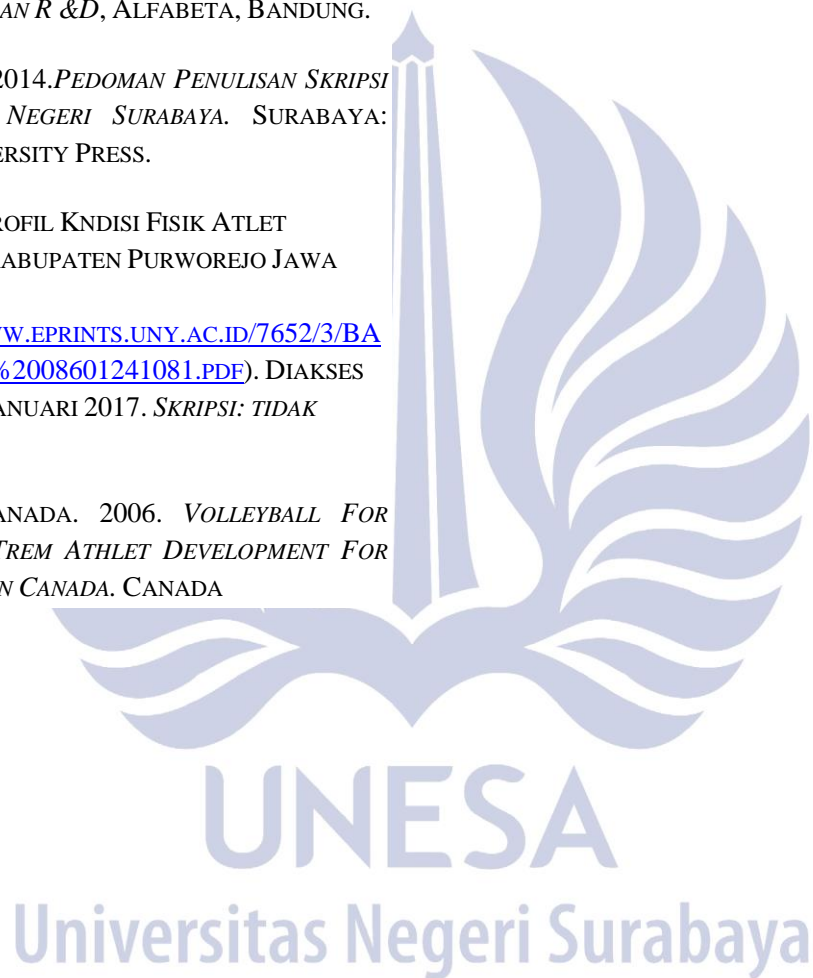 AN R &D, ALFABETA, BANDUNG.
2014.PEDOMAN PENULISAN SKRIPSI
NEGERI SURABAYA. SURABAYA:
ERSITY PRESS.
ROFIL KNDISI FISIK ATLET
KABUPATEN PURWOREJO JAWA
WW.EPRINTS.UNY.AC.ID/7652/3/BA
%2008601241081.PDF). DIAKSES
ANUARI 2017. SKRIPSI: TIDAK
ANADA. 2006. VOLLEYBALL FOR
TREM ATHLET DEVELOPMENT FOR
N CANADA. CANADA
UNESA
Universitas Negeri Surabaya